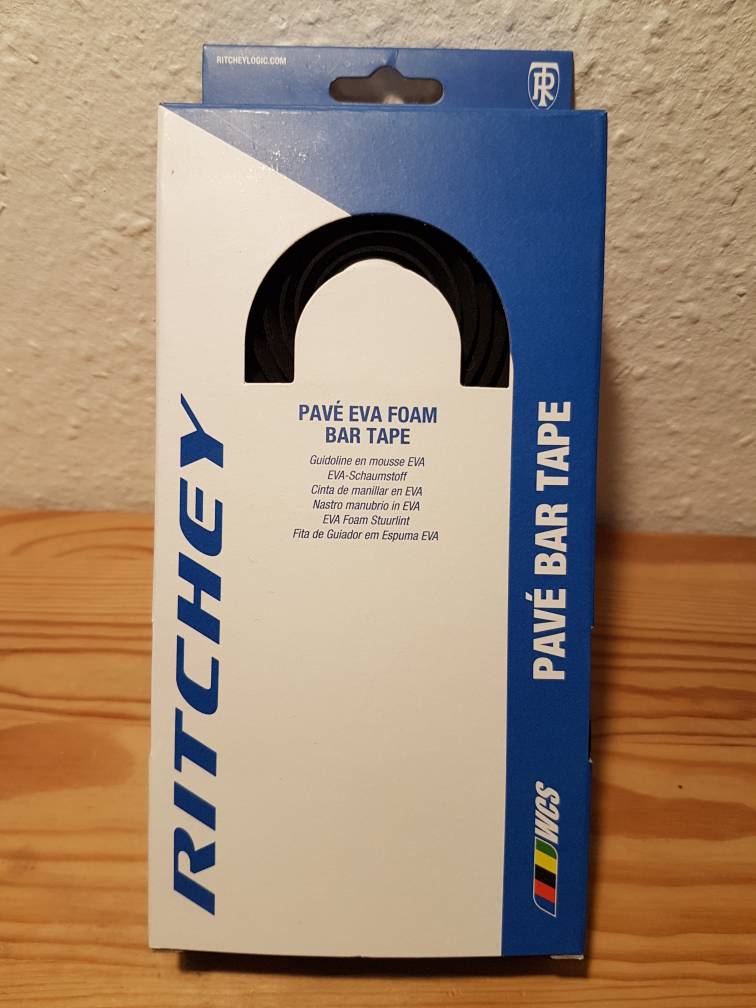 RITCHEYLOGIC.COM
PAVÉ EVA FOAM
BAR TAPE
Guidoline en mousse EVA
EVA-Schaumstoff
Cinta de manillar en EVA
Nastro manubrio in EVA
EVA Foam Stuurlint
Fita de Guiador em Espuma EVA
RITCHEY
PAVÉ BAR TAPE
WCS